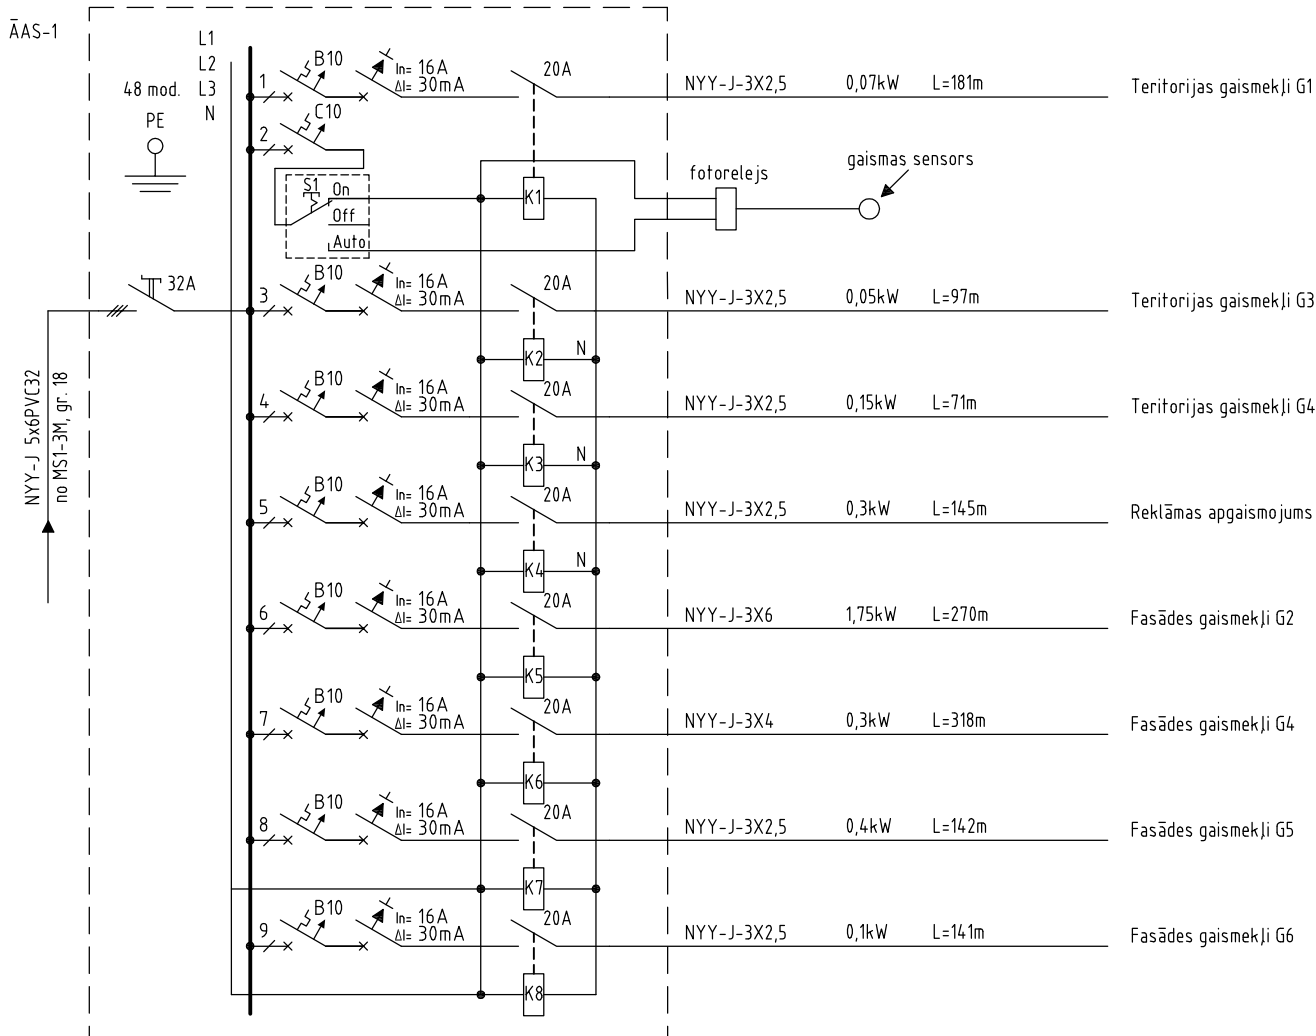 ĀAS-1
L1
L2
L3
N
48 mod.
PE
1
B10
In= 16A
ΔI= 30mA
20A
NYY-J-3X2,5 0,07kW L=181m
Teritorijas gaismekļi G1
2
C10
S1
On
Off
Auto
K1
fotorelejs
gaismas sensors
32A
NYY-J 5x6PVC32
no MS1-3M, gr. 18
3
B10
In= 16A
ΔI= 30mA
20A
NYY-J-3X2,5 0,05kW L=97m
Teritorijas gaismekļi G3
K2
N
4
B10
In= 16A
ΔI= 30mA
20A
NYY-J-3X2,5 0,15kW L=71m
Teritorijas gaismekļi G4
K3
N
5
B10
In= 16A
ΔI= 30mA
20A
NYY-J-3X2,5 0,3kW L=145m
Reklāmas apgaismojums
K4
N
6
B10
In= 16A
ΔI= 30mA
20A
NYY-J-3X6 1,75kW L=270m
Fasādes gaismekļi G2
K5
7
B10
In= 16A
ΔI= 30mA
20A
NYY-J-3X4 0,3kW L=318m
Fasādes gaismekļi G4
K6
8
B10
In= 16A
ΔI= 30mA
20A
NYY-J-3X2,5 0,4kW L=142m
Fasādes gaismekļi G5
K7
9
B10
In= 16A
ΔI= 30mA
20A
NYY-J-3X2,5 0,1kW L=141m
Fasādes gaismekļi G6
K8